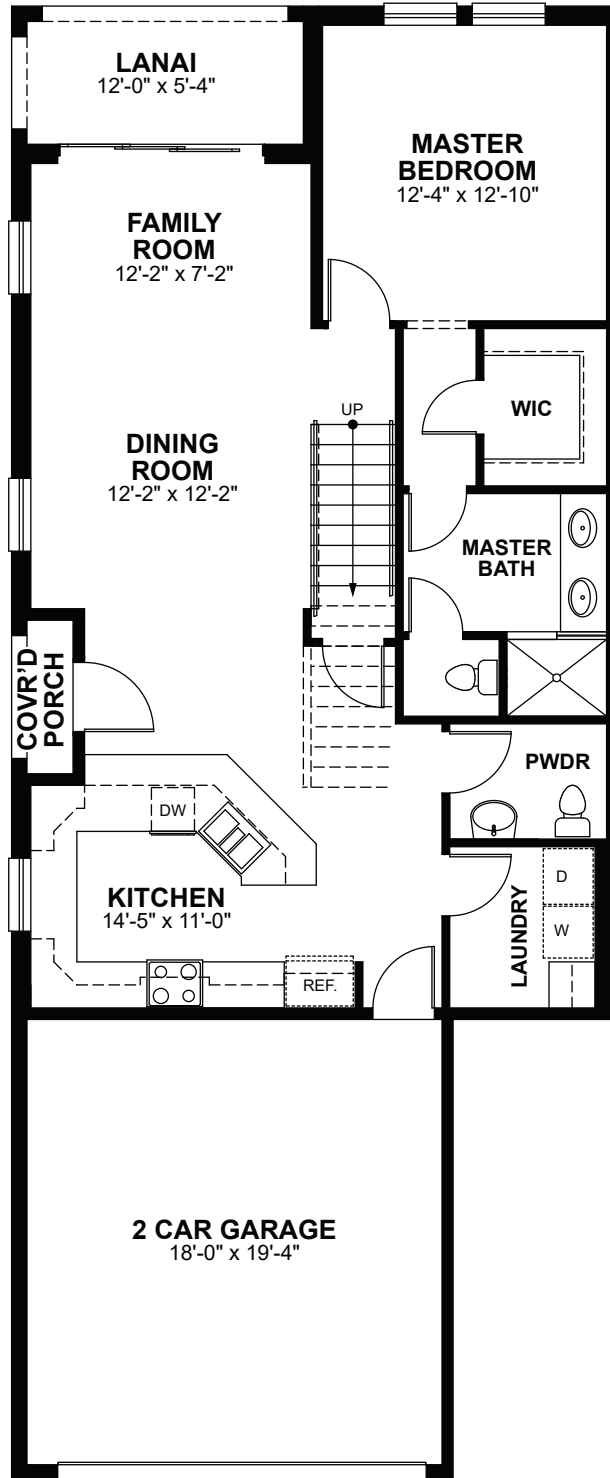 LANAI
12'-0" x 5'-4"
MASTER
BEDROOM
12'-4" x 12'-10"
FAMILY
ROOM
12'-2" x 7'-2"
UP
WIC
DINING
ROOM
12'-2" x 12'-2"
MASTER
BATH
COVR'D
PORCH
PWDR
DW
KITCHEN
14'-5" x 11'-0"
REF.
LAUNDRY
D
W
2 CAR GARAGE
18'-0" x 19'-4"